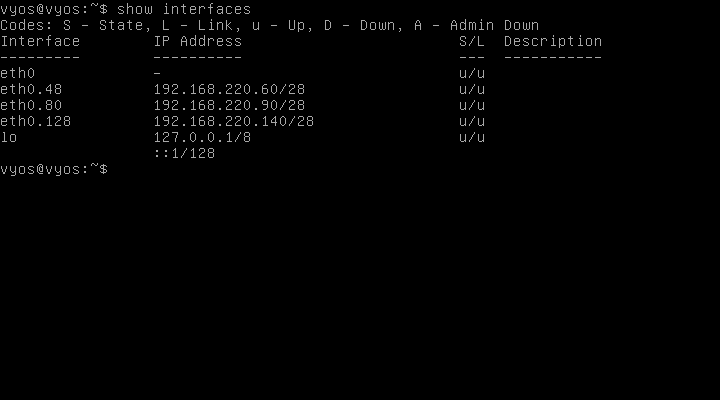 vyos@vyos:~$ show interfaces
Codes: S - State, L - Link, u - Up, D - Down, A - Admin Down
Interface        IP Address                        S/L  Description
---------        ----------                        ---  -----------
eth0             -                                 u/u
eth0.48          192.168.220.60/28                 u/u
eth0.80          192.168.220.90/28                 u/u
eth0.128         192.168.220.140/28                u/u
lo               127.0.0.1/8                       u/u
                 ::1/128
vyos@vyos:~$